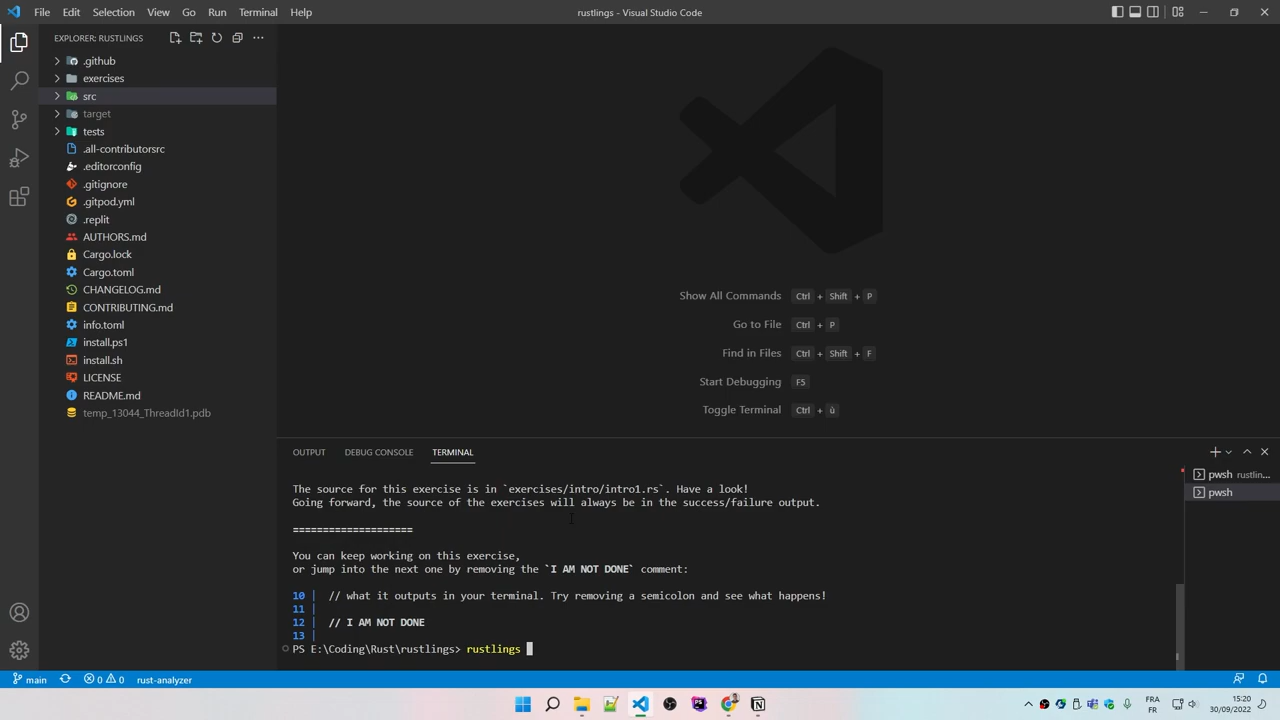 File Edit Selection View Go Run Terminal Help
rustlings - Visual Studio Code
EXPLORER: RUSTLINGS
.github
exercises
src
target
tests
.all-contributorsrc
.editorconfig
.gitignore
.gitpod.yml
.replit
AUTHORS.md
Cargo.lock
Cargo.toml
CHANGELOG.md
CONTRIBUTING.md
info.toml
install.ps1
install.sh
LICENSE
README.md
temp_13044_ThreadId1.pdb
Show All Commands Ctrl + Shift + P
Go to File Ctrl + P
Find in Files Ctrl + Shift + F
Start Debugging F5
Toggle Terminal Ctrl + ù
OUTPUT DEBUG CONSOLE TERMINAL
pwsh rustlin...
pwsh
The source for this exercise is in `exercises/intro/intro1.rs`. Have a look!
Going forward, the source of the exercises will always be in the success/failure output.
====================
You can keep working on this exercise,
or jump into the next one by removing the `I AM NOT DONE` comment:
10 | // what it outputs in your terminal. Try removing a semicolon and see what happens!
11 |
12 | // I AM NOT DONE
13 |
PS E:\Coding\Rust\rustlings> rustlings
main 0 0 rust-analyzer
FRA
FR
15:20
30/09/2022